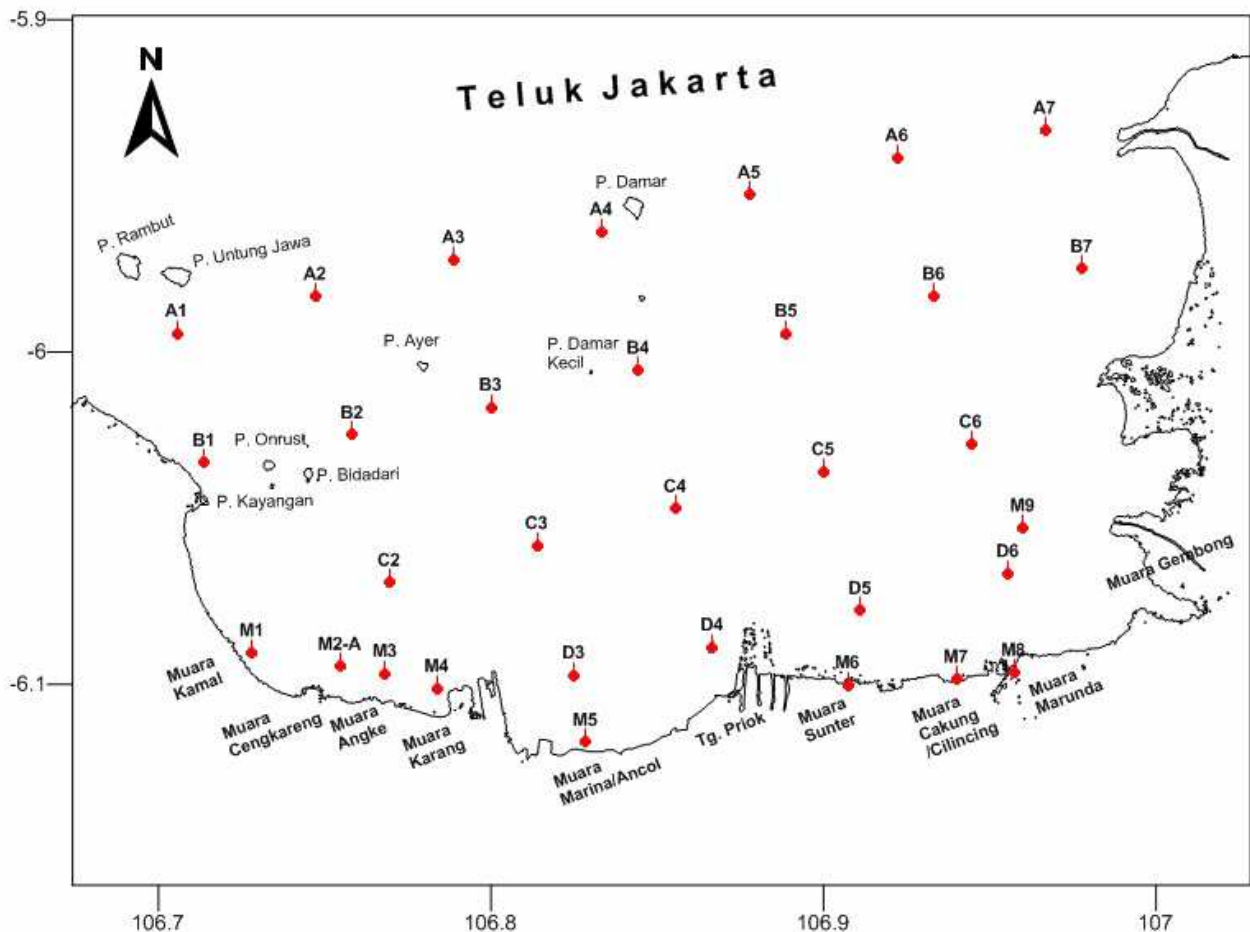 -5.9
N
Teluk Jakarta
A7
A6
A5
P. Damar
A4
P. Rambut
P. Untung Jawa
A3
A2
B7
B6
A1
B5
-6
P. Ayer
P. Damar
Kecil
B4
B3
B2
B1
P. Onrust
P. Bidadari
P. Kayangan
C6
C5
C4
C3
C2
M9
D6
Muara Gembong
D5
D4
D3
M1
M2-A
M3
M4
M5
M6
M7
M8
-6.1
Muara
Kamal
Muara
Cengkareng
Muara
Angke
Muara
Karang
Muara
Marina/Ancol
Tg. Priok
Muara
Sunter
Muara
Cakung
/Cilincing
Muara
Marunda
106.7
106.8
106.9
107